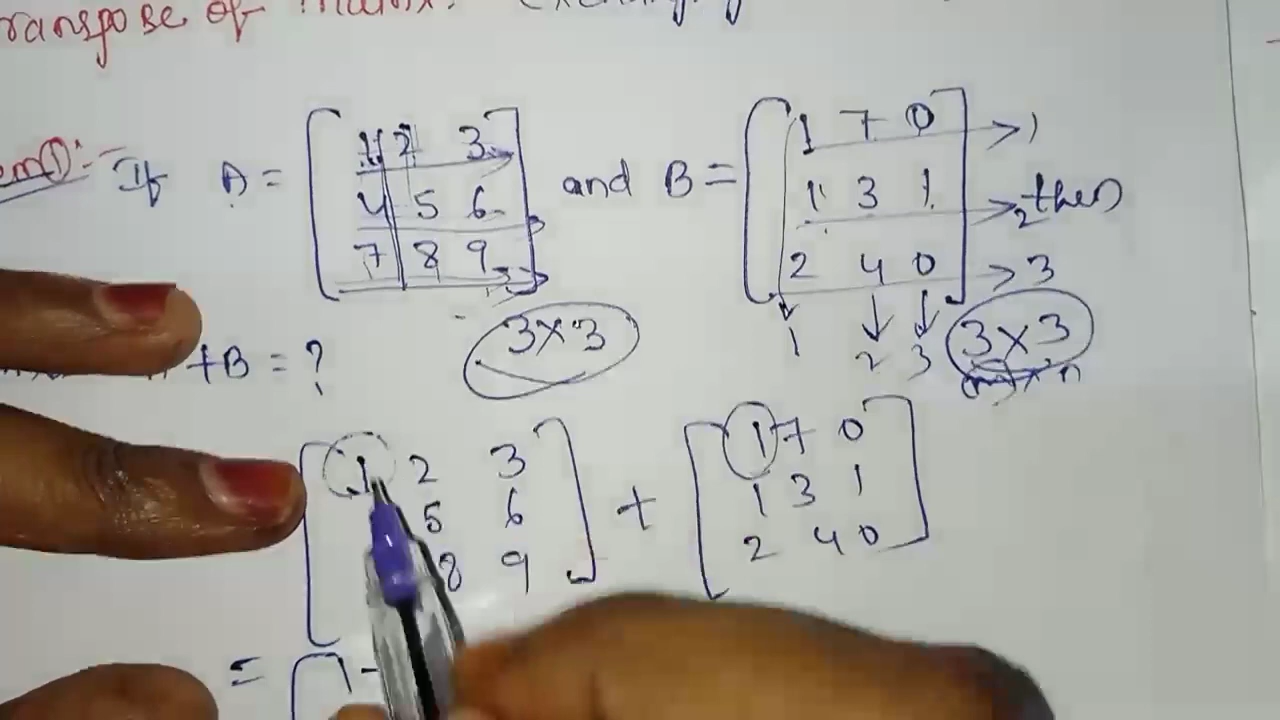 of Matrix.
If A = [ 1 2 3 and B = [ 1 7 0 ] → 1
4 5 6 1 3 1 → 2 then
7 8 9 ] 2 4 0 → 3
1 2 3
3×3 3×3
+B = ?
m×n
[ 1 2 3 ] + [ 1 7 0 ]
5 6 1 3 1
8 9 2 4 0
= [ 1